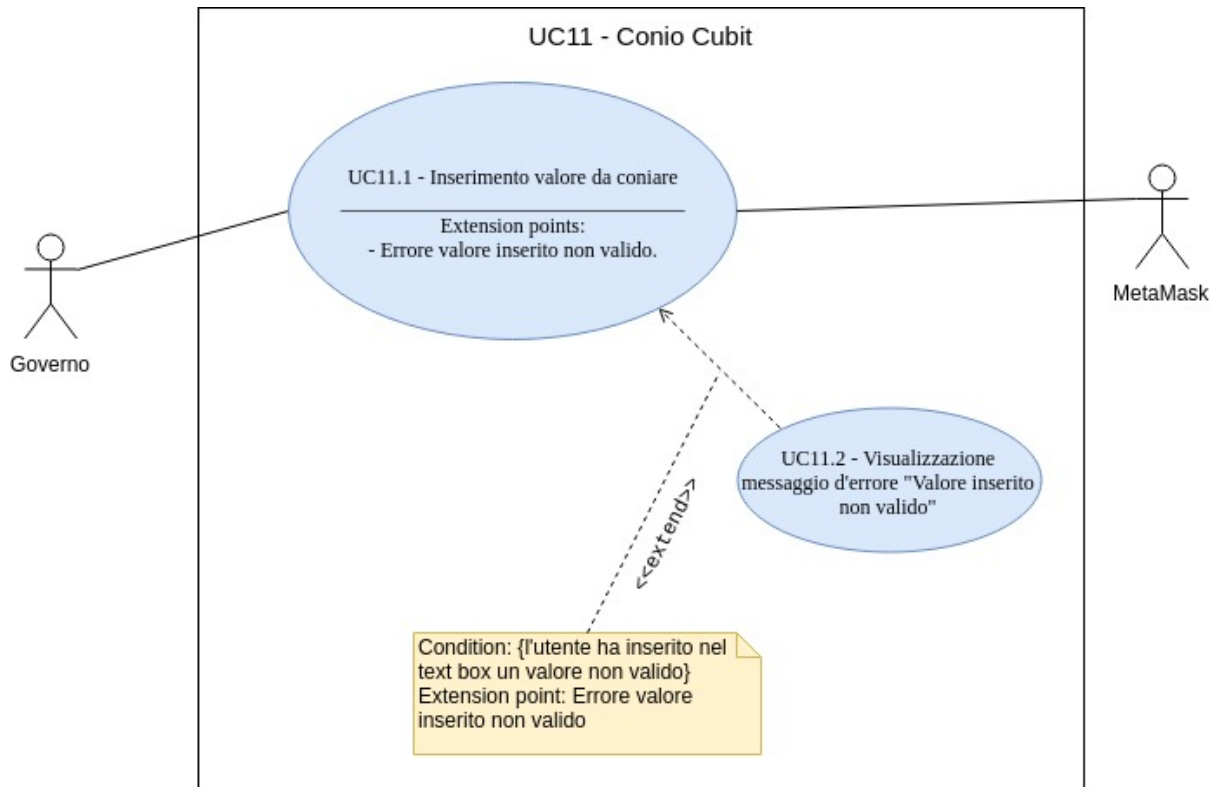 UC11 - Conio Cubit
UC11.1 - Inserimento valore da coniare
Extension points:
- Errore valore inserito non valido.
Governo
MetaMask
UC11.2 - Visualizzazione
messaggio d'errore "Valore inserito
non valido"
<<extend>>
Condition: {l'utente ha inserito nel
text box un valore non valido}
Extension point: Errore valore
inserito non valido